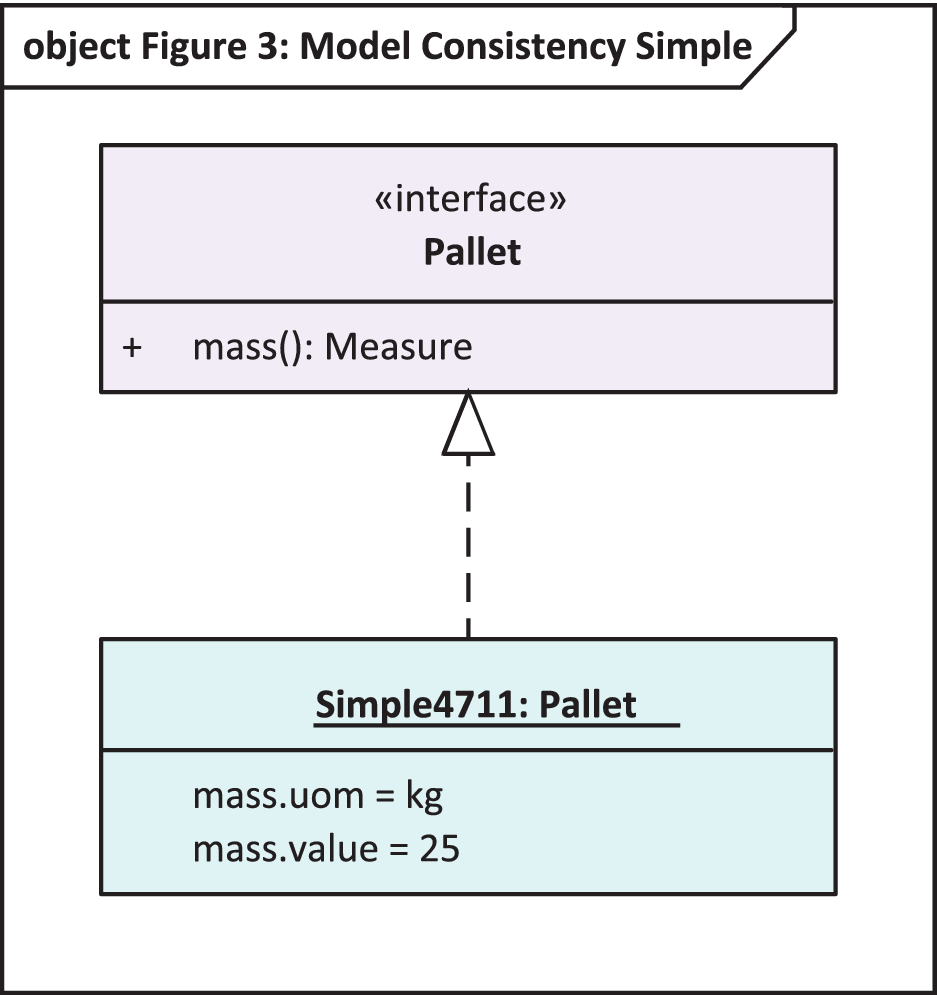 object Figure 3: Model Consistency Simple
«interface»
Pallet
+ mass(): Measure
Simple4711: Pallet
mass.uom = kg
mass.value = 25